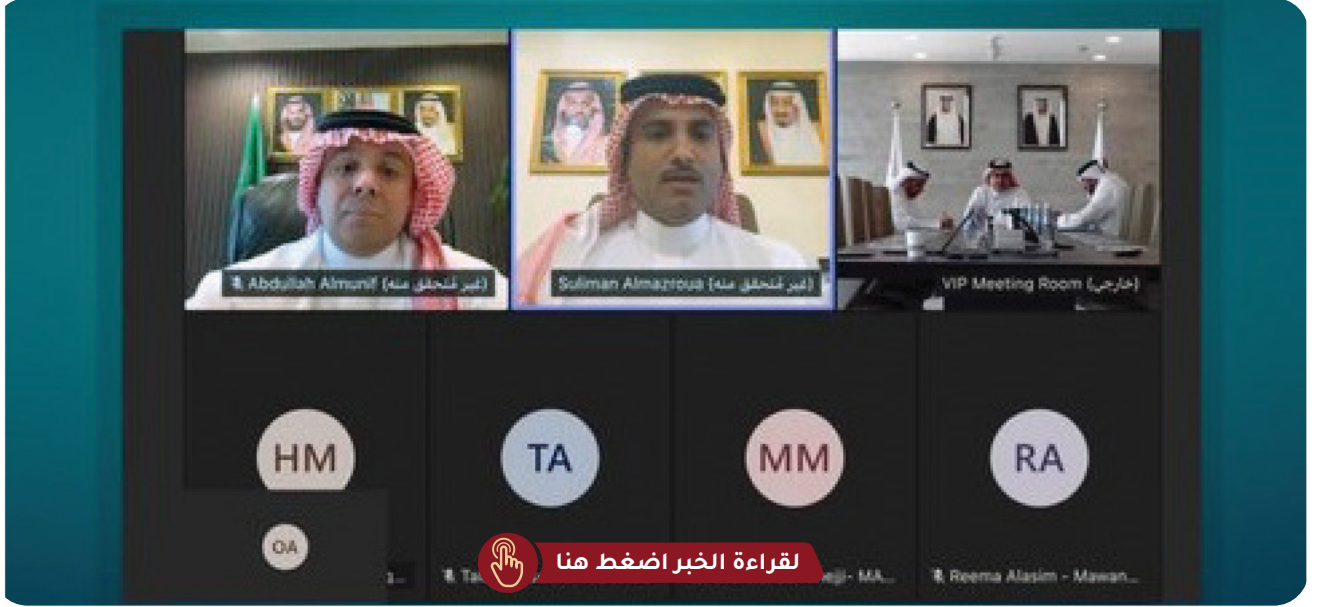 Abdullah Almunif (غير مُتحقق منه)
Suliman Almazroua (غير مُتحقق منه)
VIP Meeting Room (خارجي)
HM
TA
MM
RA
OA
لقراءة الخبر اضغط هنا
MA...
Reema Alasim - Mawan...